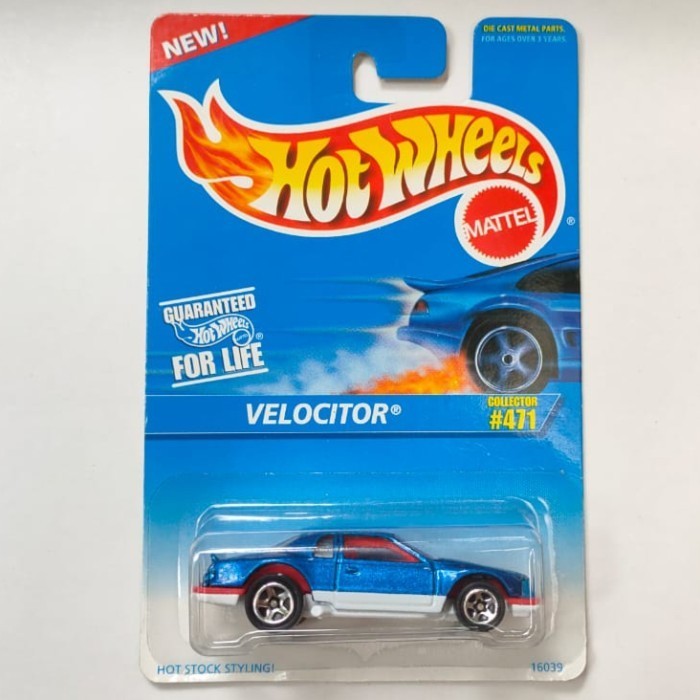 NEW!
DIE CAST METAL PARTS.
FOR AGES OVER 3 YEARS.
HOT WHEELS
MATTEL
®
GUARANTEED
HOT WHEELS
®
FOR LIFE
VELOCITOR®
COLLECTOR
#471
HOT STOCK STYLING!
16039